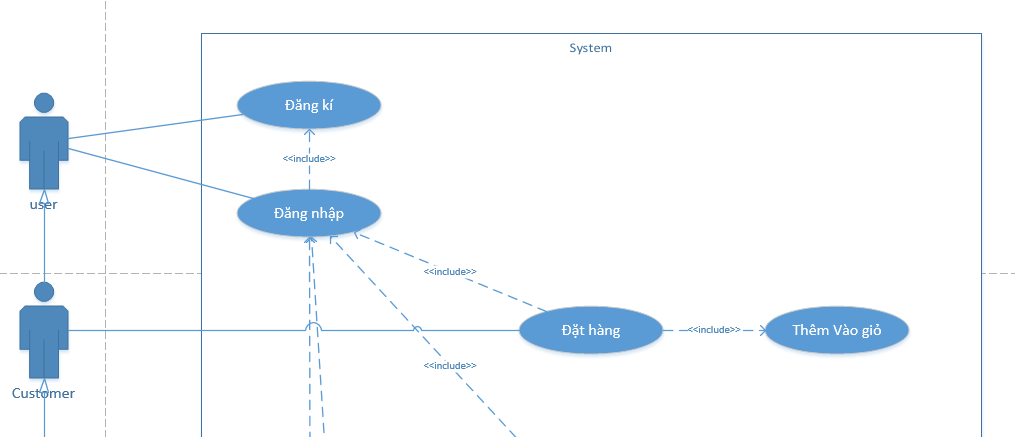 System
Đăng kí
<<include>>
user
Đăng nhập
<<include>>
Đặt hàng
<<include>>
Thêm Vào giỏ
<<include>>
Customer